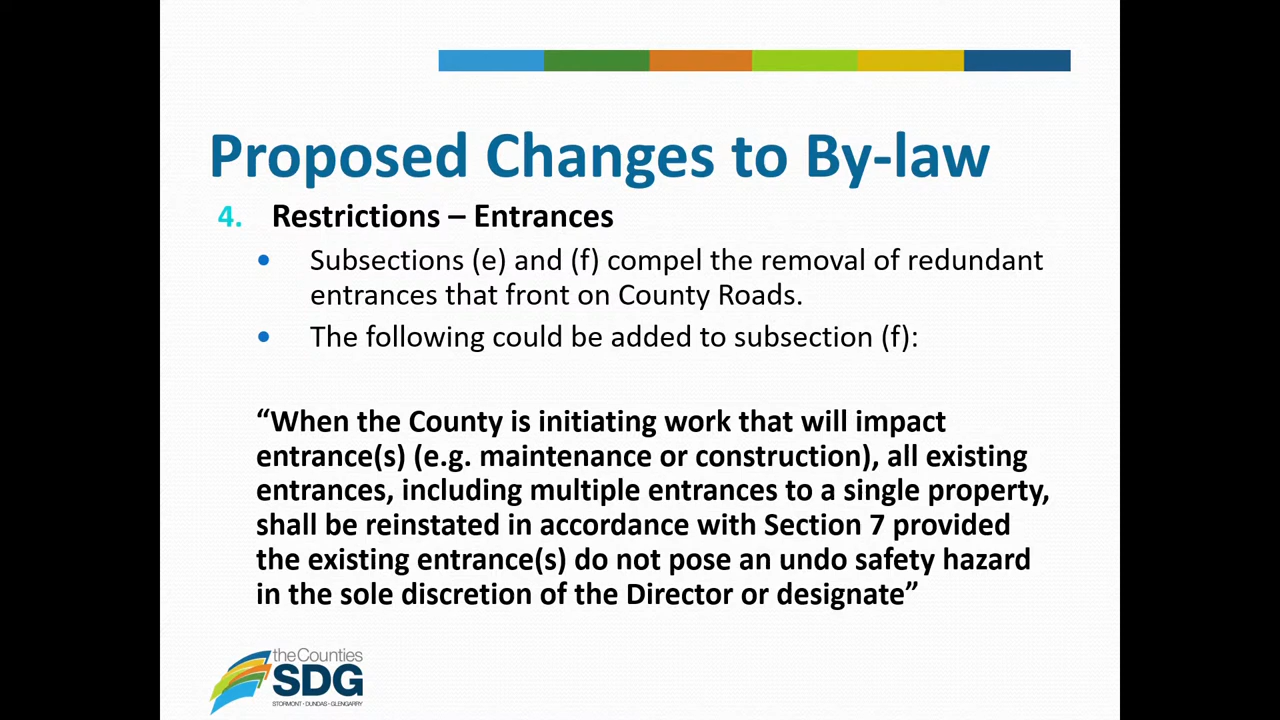 Proposed Changes to By-law
4. Restrictions – Entrances
• Subsections (e) and (f) compel the removal of redundant
entrances that front on County Roads.
• The following could be added to subsection (f):
“When the County is initiating work that will impact
entrance(s) (e.g. maintenance or construction), all existing
entrances, including multiple entrances to a single property,
shall be reinstated in accordance with Section 7 provided
the existing entrance(s) do not pose an undo safety hazard
in the sole discretion of the Director or designate”
theCounties
SDG
STORMONT • DUNDAS • GLENGARRY